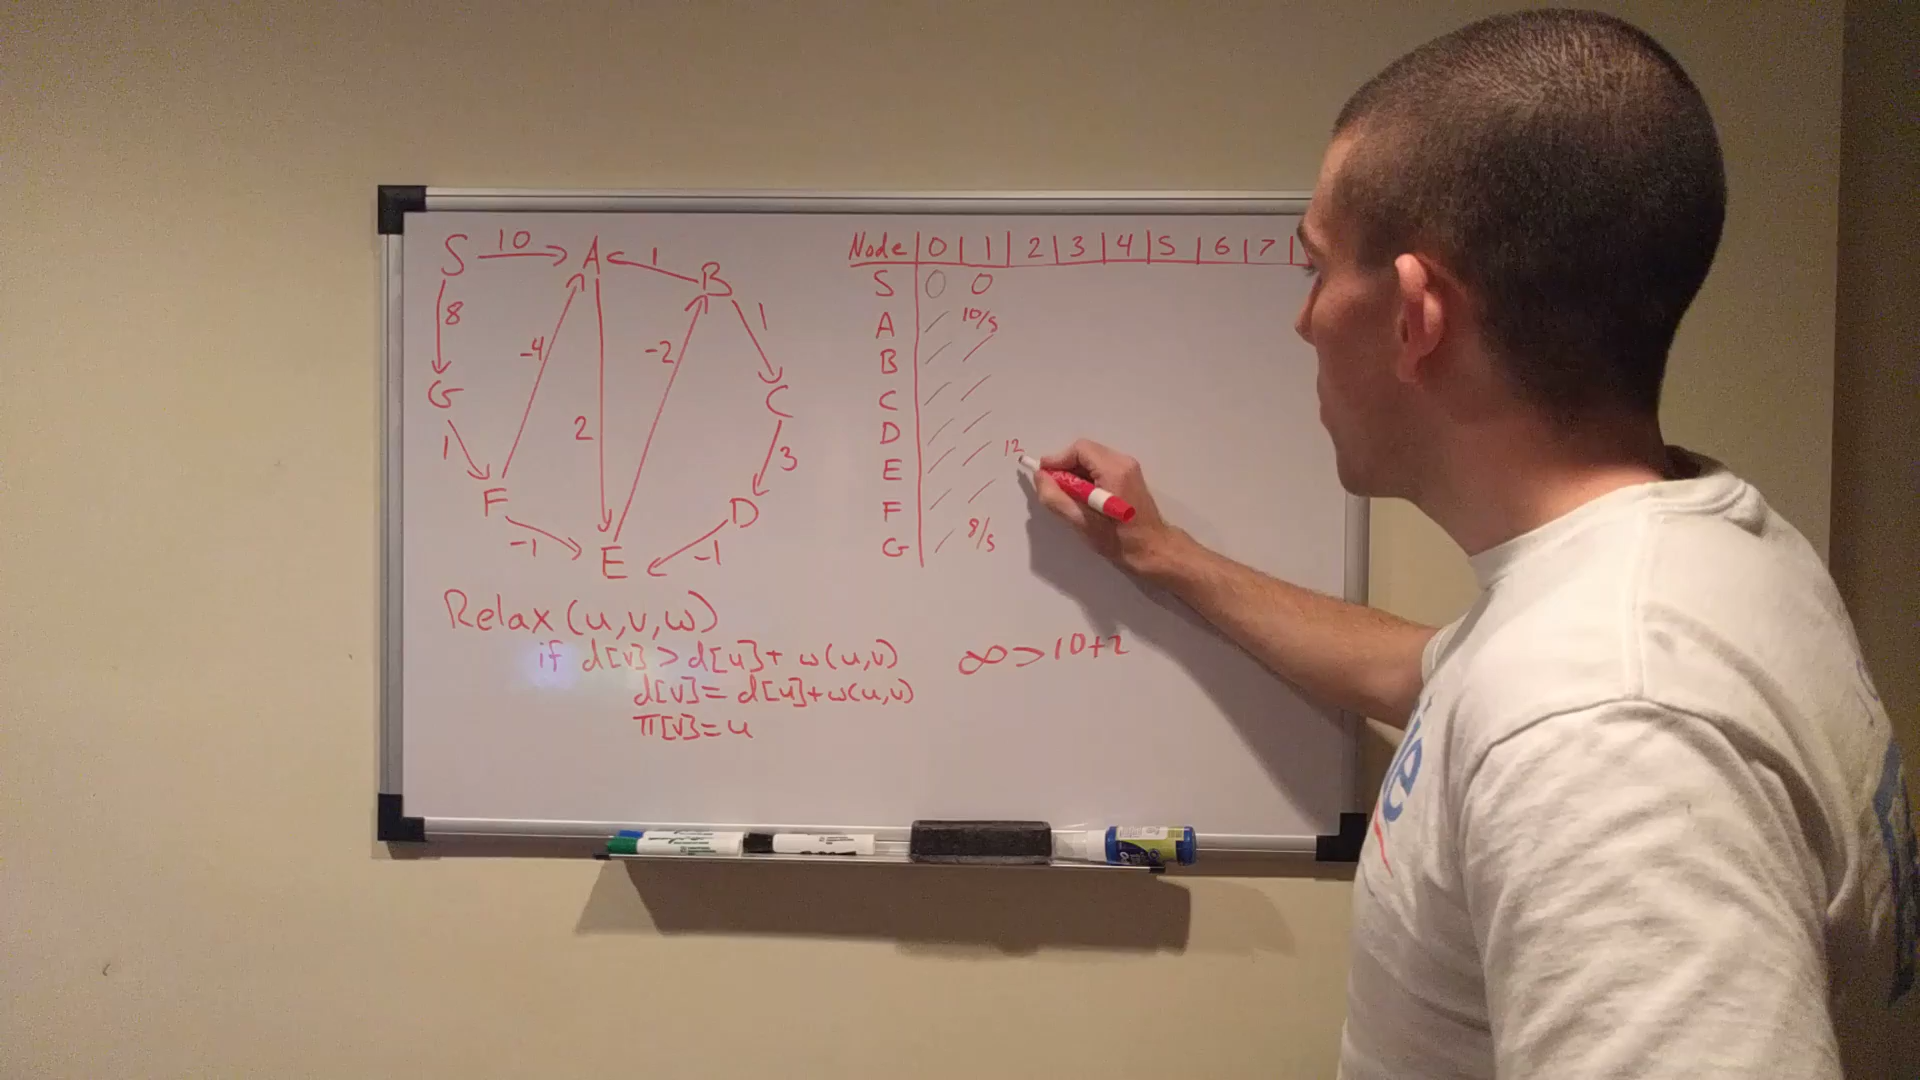 S 10 A 1 B
8 -4 2 -2 1
G C
1 3
F D
-1 E -1
Node | 0 | 1 | 2 | 3 | 4 | 5 | 6 | 7 |
S 0 0
A / 10/S
B / /
C / /
D / /
E / / 12
F / /
G / 8/S
Relax (u,v,w)
if d[v] > d[u] + w(u,v)
d[v] = d[u] + w(u,v)
π[v] = u
∞ > 10+2